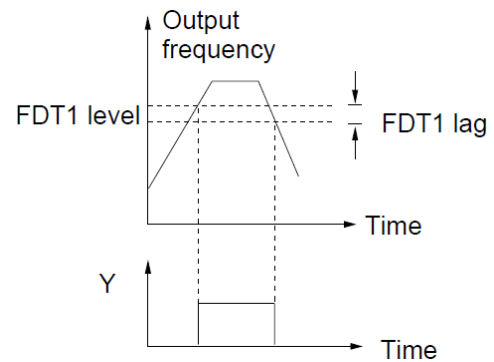 Output
frequency
FDT1 level
FDT1 lag
Time
Y
Time